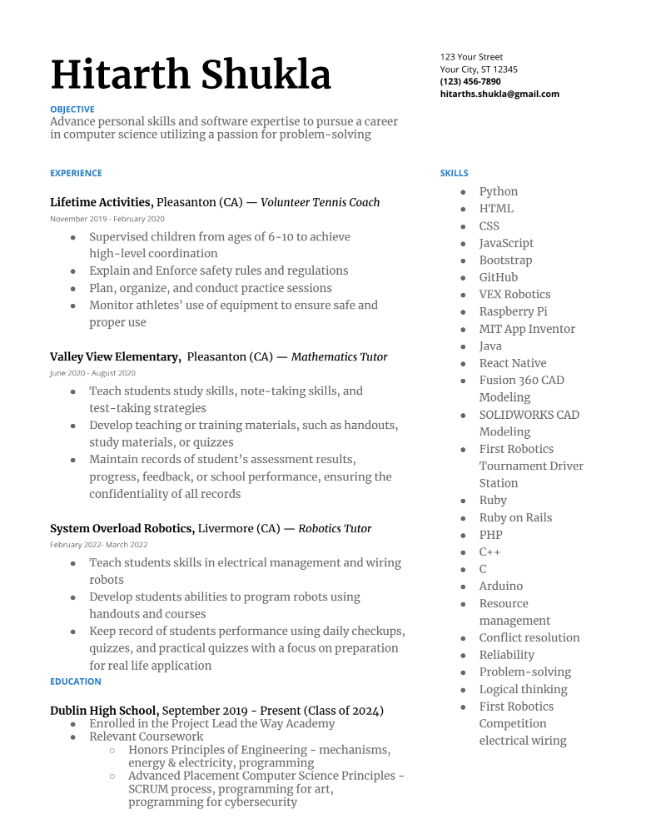 Hitarth Shukla
123 Your Street
Your City, ST 12345
(123) 456-7890
hitarths.shukla@gmail.com
OBJECTIVE
Advance personal skills and software expertise to pursue a career
in computer science utilizing a passion for problem-solving
EXPERIENCE
Lifetime Activities, Pleasanton (CA) — Volunteer Tennis Coach
November 2019 - February 2020
● Supervised children from ages of 6-10 to achieve
high-level coordination
● Explain and Enforce safety rules and regulations
● Plan, organize, and conduct practice sessions
● Monitor athletes' use of equipment to ensure safe and
proper use
Valley View Elementary, Pleasanton (CA) — Mathematics Tutor
June 2020 - August 2020
● Teach students study skills, note-taking skills, and
test-taking strategies
● Develop teaching or training materials, such as handouts,
study materials, or quizzes
● Maintain records of student's assessment results,
progress, feedback, or school performance, ensuring the
confidentiality of all records
System Overload Robotics, Livermore (CA) — Robotics Tutor
February 2022- March 2022
● Teach students skills in electrical management and wiring
robots
● Develop students abilities to program robots using
handouts and courses
● Keep record of students performance using daily checkups,
quizzes, and practical quizzes with a focus on preparation
for real life application
EDUCATION
Dublin High School, September 2019 - Present (Class of 2024)
● Enrolled in the Project Lead the Way Academy
● Relevant Coursework
○ Honors Principles of Engineering - mechanisms,
energy & electricity, programming
○ Advanced Placement Computer Science Principles -
SCRUM process, programming for art,
programming for cybersecurity
SKILLS
● Python
● HTML
● CSS
● JavaScript
● Bootstrap
● GitHub
● VEX Robotics
● Raspberry Pi
● MIT App Inventor
● Java
● React Native
● Fusion 360 CAD
Modeling
● SOLIDWORKS CAD
Modeling
● First Robotics
Tournament Driver
Station
● Ruby
● Ruby on Rails
● PHP
● C++
● C
● Arduino
● Resource
management
● Conflict resolution
● Reliability
● Problem-solving
● Logical thinking
● First Robotics
Competition
electrical wiring